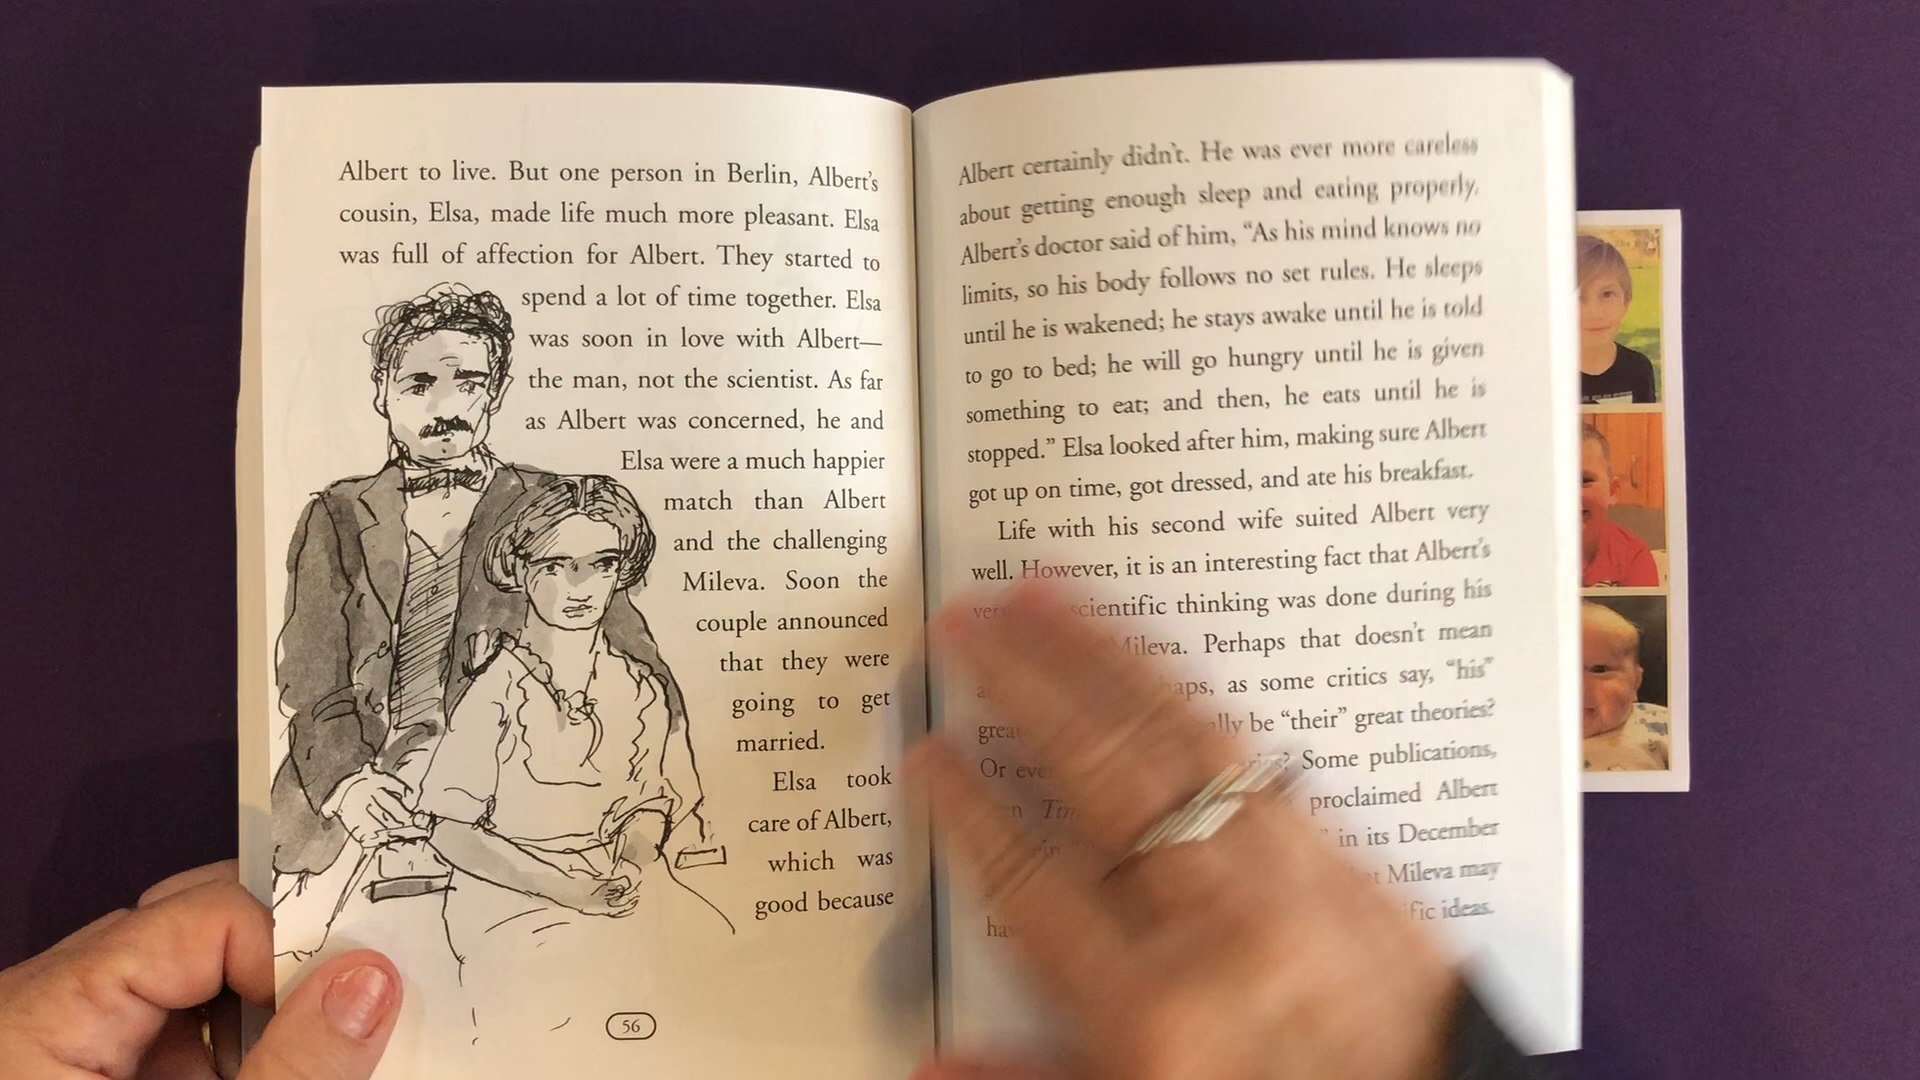 Albert to live. But one person in Berlin, Albert's
cousin, Elsa, made life much more pleasant. Elsa
was full of affection for Albert. They started to
spend a lot of time together. Elsa
was soon in love with Albert—
the man, not the scientist. As far
as Albert was concerned, he and
Elsa were a much happier
match than Albert
and the challenging
Mileva. Soon the
couple announced
that they were
going to get
married.
Elsa took
care of Albert,
which was
good because
56
Albert certainly didn't. He was ever more careless
about getting enough sleep and eating properly.
Albert's doctor said of him, “As his mind knows no
limits, so his body follows no set rules. He sleeps
until he is wakened; he stays awake until he is told
to go to bed; he will go hungry until he is given
something to eat; and then, he eats until he is
stopped.” Elsa looked after him, making sure Albert
got up on time, got dressed, and ate his breakfast.
Life with his second wife suited Albert very
well. However, it is an interesting fact that Albert's
scientific thinking was done during his
Mileva. Perhaps that doesn't mean
as some critics say, “his”
be “their” great theories?
Or Some publications,
proclaimed Albert
in its December
Mileva may
ideas.